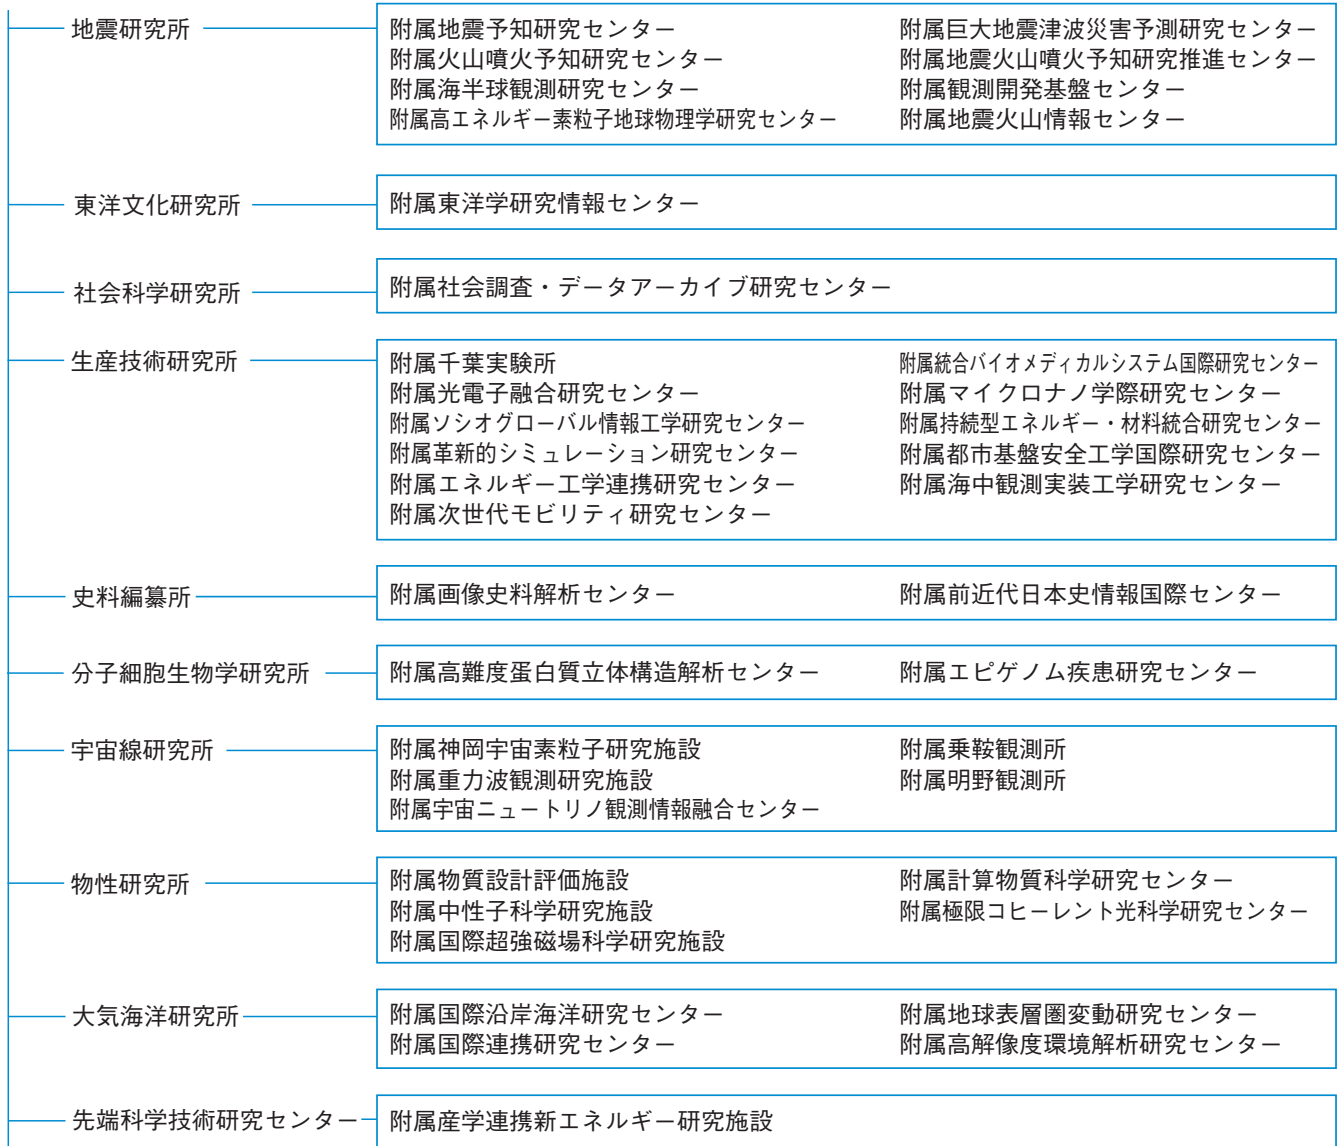 地震研究所
附属地震予知研究センター
附属巨大地震津波災害予測研究センター
附属火山噴火予知研究センター
附属地震火山噴火予知研究推進センター
附属海半球観測研究センター
附属観測開発基盤センター
附属高エネルギー素粒子地球物理学研究センター
附属地震火山情報センター
東洋文化研究所
附属東洋学研究情報センター
社会科学研究所
附属社会調査・データアーカイブ研究センター
生産技術研究所
附属千葉実験所
附属統合バイオメディカルシステム国際研究センター
附属光電子融合研究センター
附属マイクロナノ学際研究センター
附属ソシオグローバル情報工学研究センター
附属持続型エネルギー・材料統合研究センター
附属革新的シミュレーション研究センター
附属都市基盤安全工学国際研究センター
附属エネルギー工学連携研究センター
附属海中観測実装工学研究センター
附属次世代モビリティ研究センター
史料編纂所
附属画像史料解析センター
附属前近代日本史情報国際センター
分子細胞生物学研究所
附属高難度蛋白質立体構造解析センター
附属エピゲノム疾患研究センター
宇宙線研究所
附属神岡宇宙素粒子研究施設
附属乗鞍観測所
附属重力波観測研究施設
附属明野観測所
附属宇宙ニュートリノ観測情報融合センター
物性研究所
附属物質設計評価施設
附属計算物質科学研究センター
附属中性子科学研究施設
附属極限コヒーレント光科学研究センター
附属国際超強磁場科学研究施設
大気海洋研究所
附属国際沿岸海洋研究センター
附属地球表層圏変動研究センター
附属国際連携研究センター
附属高解像度環境解析研究センター
先端科学技術研究センター
附属産学連携新エネルギー研究施設